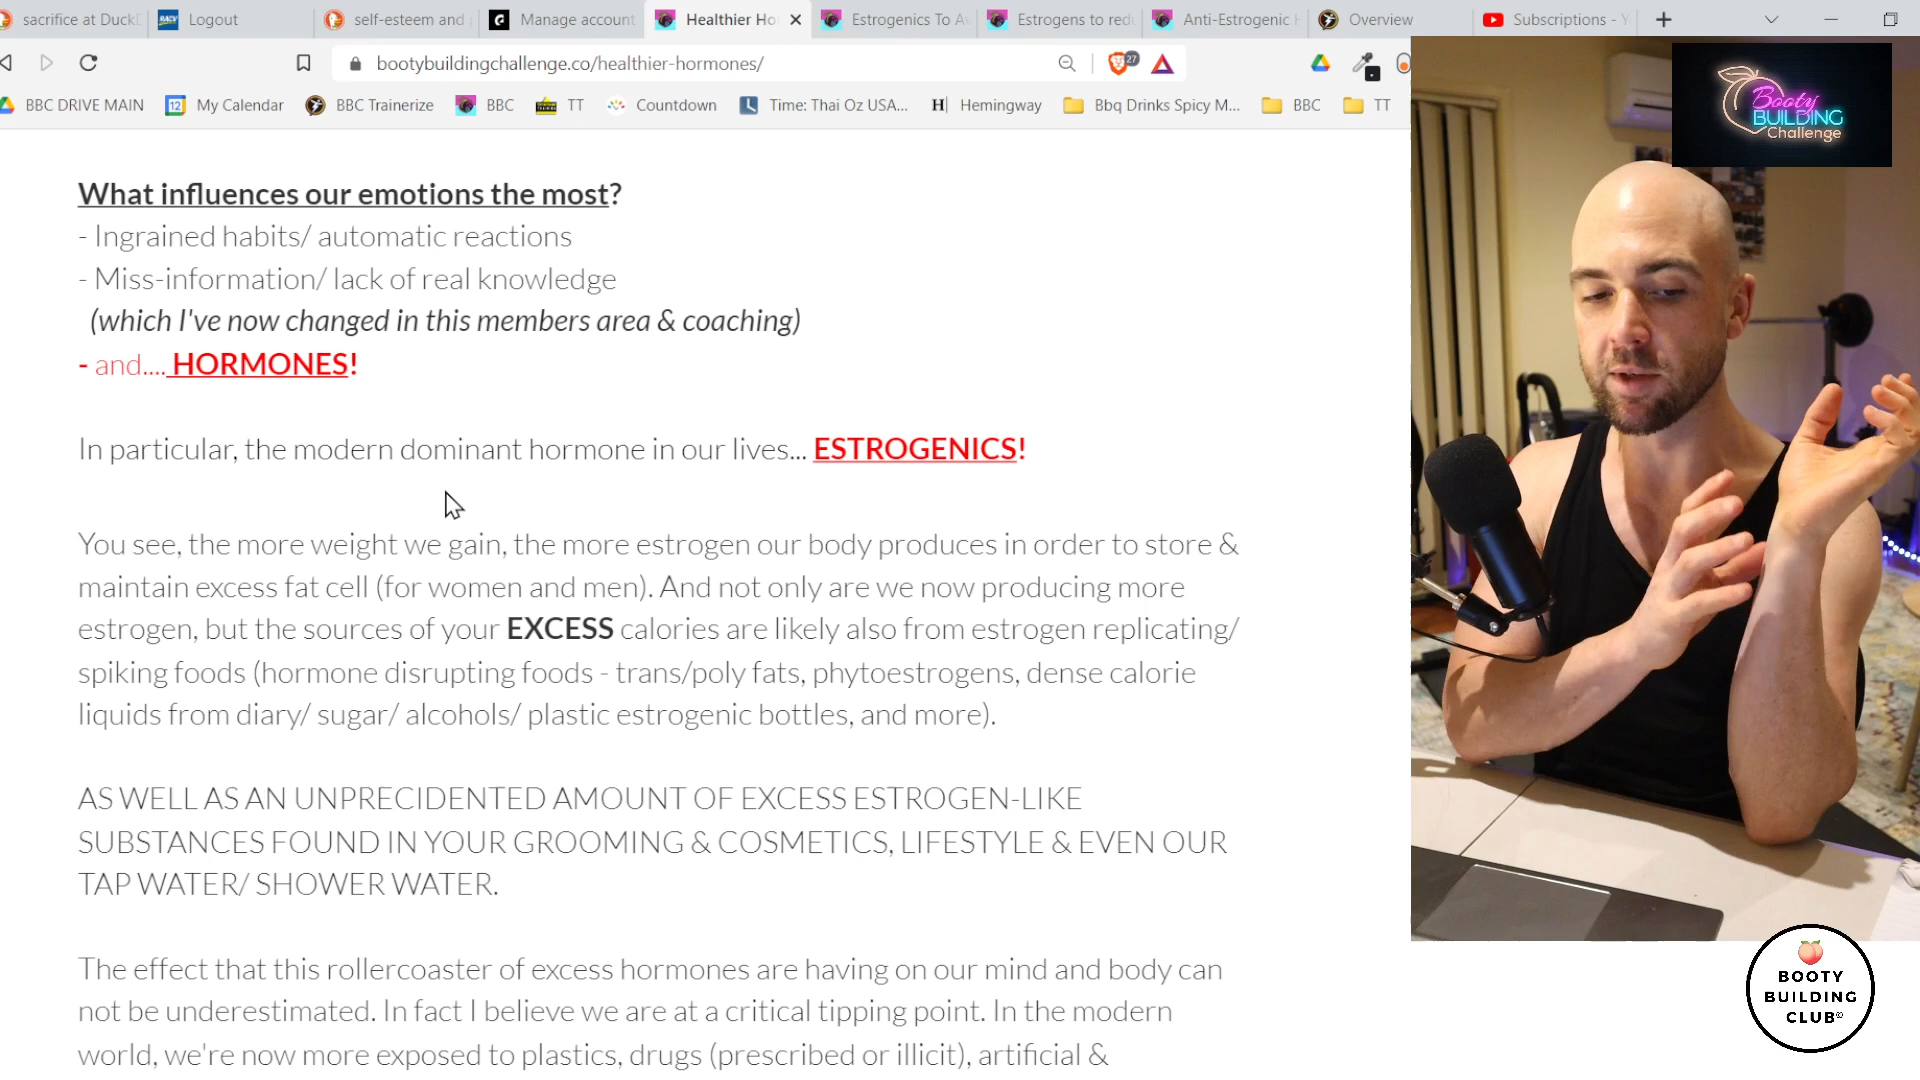 sacrifice at Duck
Logout
self-esteem and
Manage account
Healthier Ho
Estrogenics To A
Estrogens to red
Anti-Estrogenic
Overview
Subscriptions -
bootybuildingchallenge.co/healthier-hormones/
27
BBC DRIVE MAIN
12
My Calendar
BBC Trainerize
BBC
TT
Countdown
Time: Thai Oz USA...
Hemingway
Bbq Drinks Spicy M...
BBC
TT
Booty
BUILDING
Challenge
What influences our emotions the most?
- Ingrained habits/ automatic reactions
- Miss-information/ lack of real knowledge
(which I've now changed in this members area & coaching)
- and.... HORMONES!
In particular, the modern dominant hormone in our lives... ESTROGENICS!
You see, the more weight we gain, the more estrogen our body produces in order to store &
maintain excess fat cell (for women and men). And not only are we now producing more
estrogen, but the sources of your EXCESS calories are likely also from estrogen replicating/
spiking foods (hormone disrupting foods - trans/poly fats, phytoestrogens, dense calorie
liquids from diary/ sugar/ alcohols/ plastic estrogenic bottles, and more).
AS WELL AS AN UNPRECIDENTED AMOUNT OF EXCESS ESTROGEN-LIKE
SUBSTANCES FOUND IN YOUR GROOMING & COSMETICS, LIFESTYLE & EVEN OUR
TAP WATER/ SHOWER WATER.
The effect that this rollercoaster of excess hormones are having on our mind and body can
not be underestimated. In fact I believe we are at a critical tipping point. In the modern
world, we're now more exposed to plastics, drugs (prescribed or illicit), artificial &
BOOTY
BUILDING
CLUB©